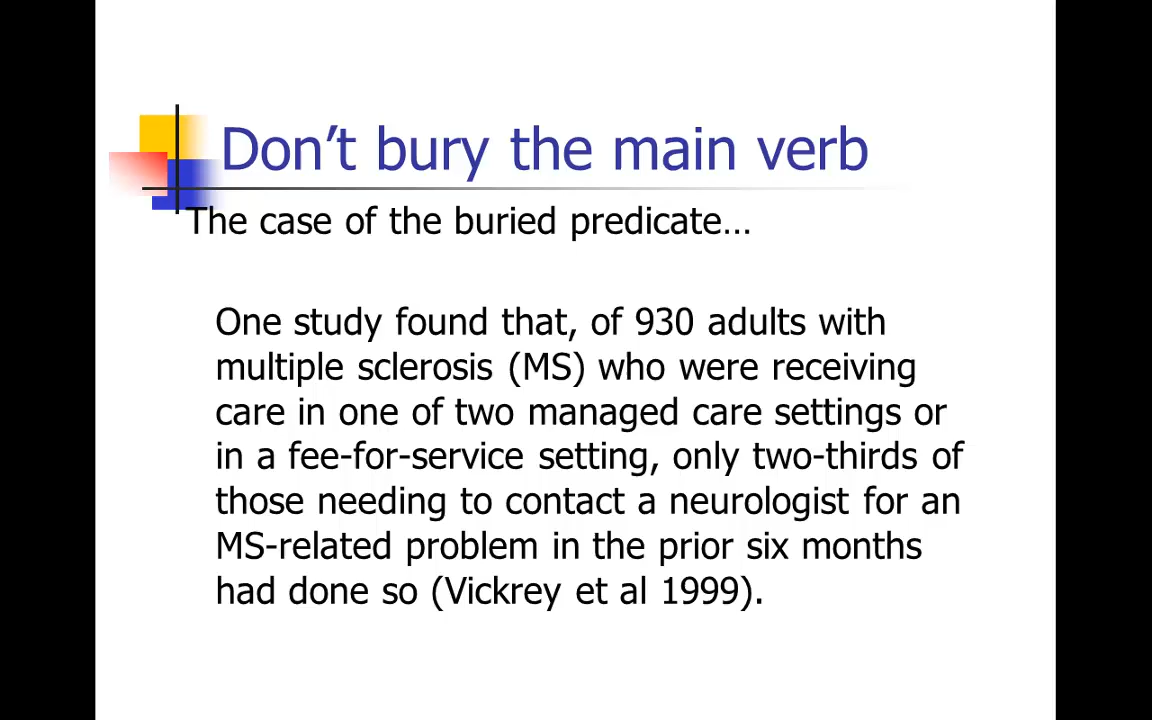 Don’t bury the main verb
The case of the buried predicate…
One study found that, of 930 adults with
multiple sclerosis (MS) who were receiving
care in one of two managed care settings or
in a fee-for-service setting, only two-thirds of
those needing to contact a neurologist for an
MS-related problem in the prior six months
had done so (Vickrey et al 1999).